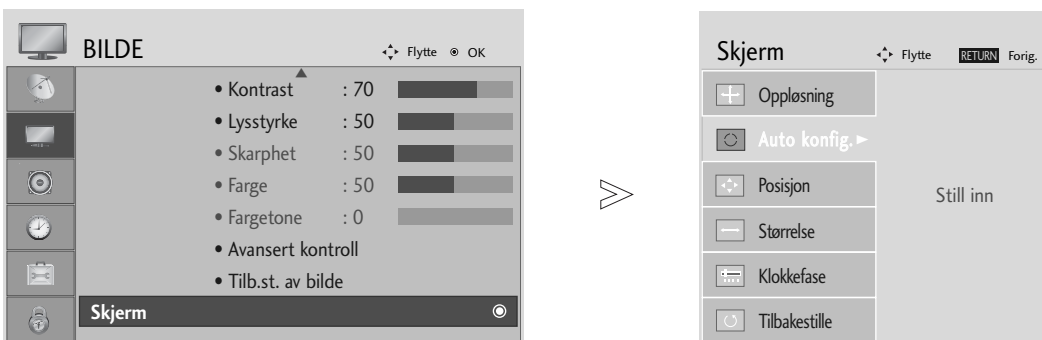 BILDE
Flytte OK
• Kontrast : 70
• Lysstyrke : 50
• Skarphet : 50
• Farge : 50
• Fargetone : 0
• Avansert kontroll
• Tilb.st. av bilde
Skjerm
Skjerm
Flytte RETURN Forig.
Oppløsning
Auto konfig.
Posisjon
Størrelse
Klokkefase
Tilbakestille
Still inn